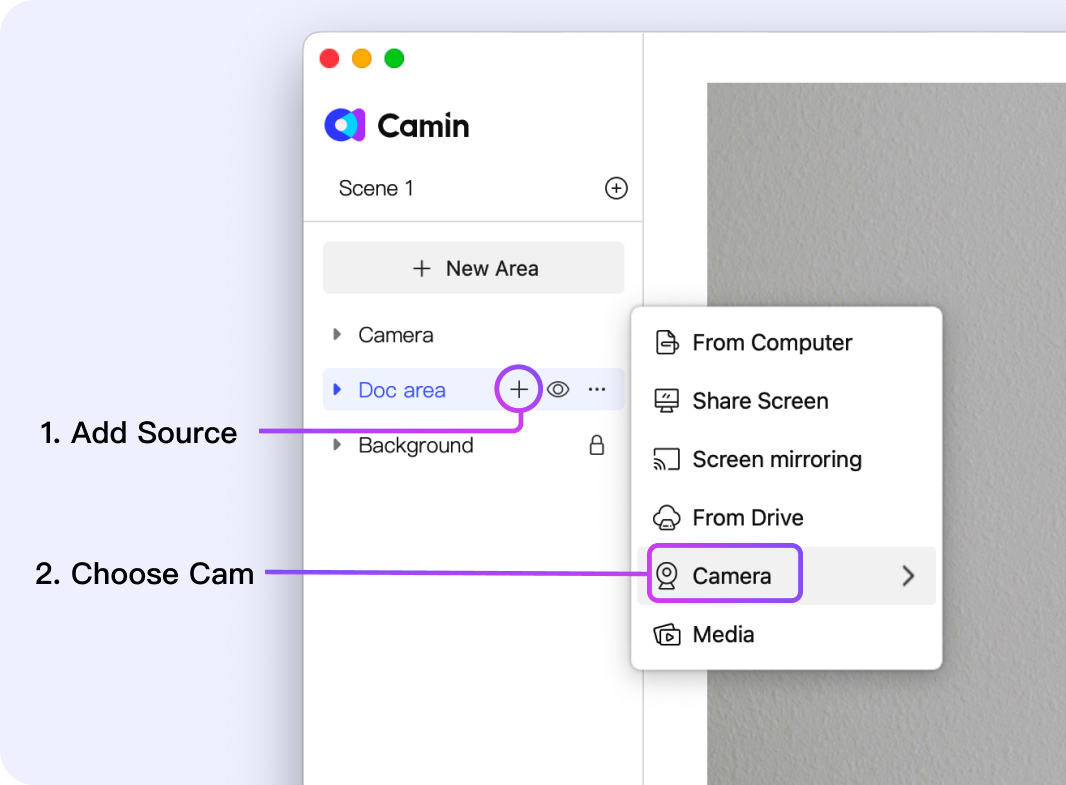 Camin
Scene 1
New Area
Camera
Doc area
Background
1. Add Source
2. Choose Cam
From Computer
Share Screen
Screen mirroring
From Drive
Camera
Media